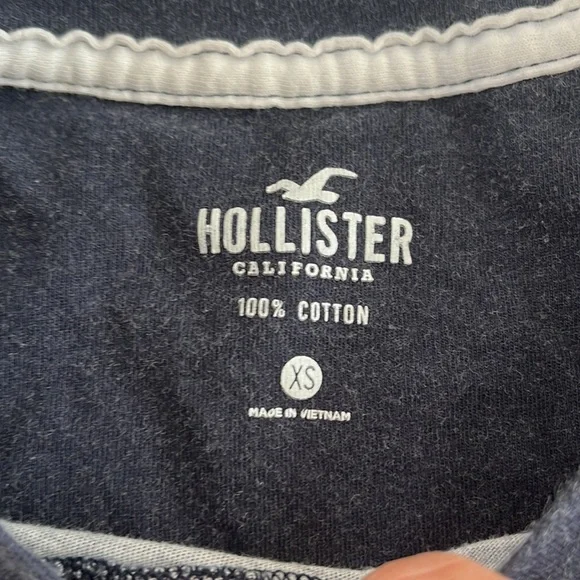 HOLLISTER
CALIFORNIA
100% COTTON
XS
MADE IN VIETNAM